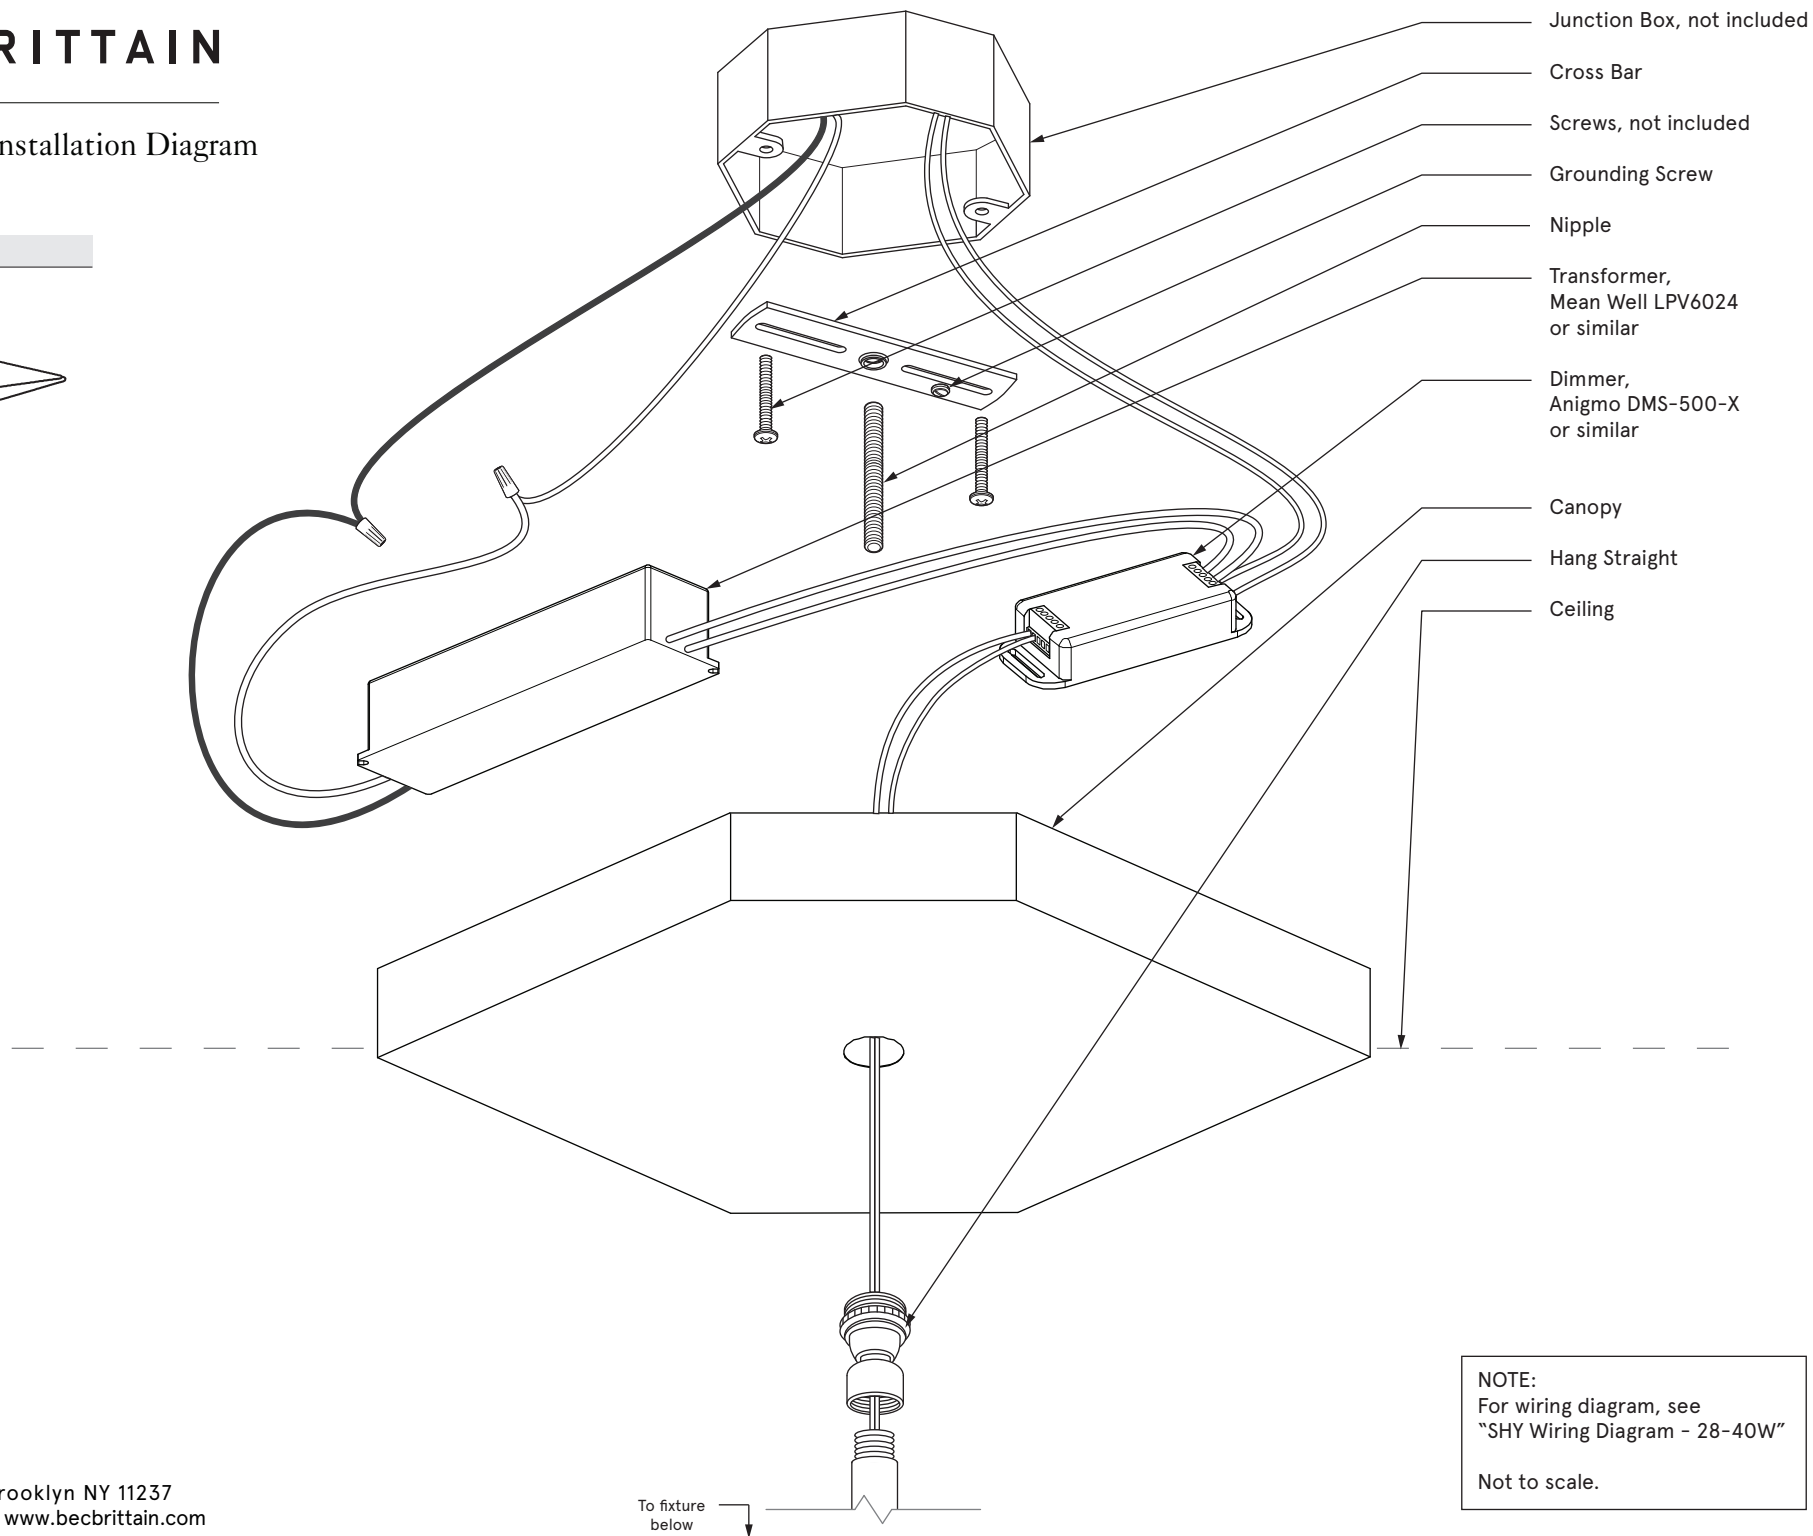 RITTAIN
nstallation Diagram
Junction Box, not included
Cross Bar
Screws, not included
Grounding Screw
Nipple
Transformer,
Mean Well LPV6024
or similar
Dimmer,
Anigmo DMS-500-X
or similar
Canopy
Hang Straight
Ceiling
NOTE:
For wiring diagram, see
“SHY Wiring Diagram - 28-40W”
Not to scale.
rooklyn NY 11237
www.becbrittain.com
To fixture
below